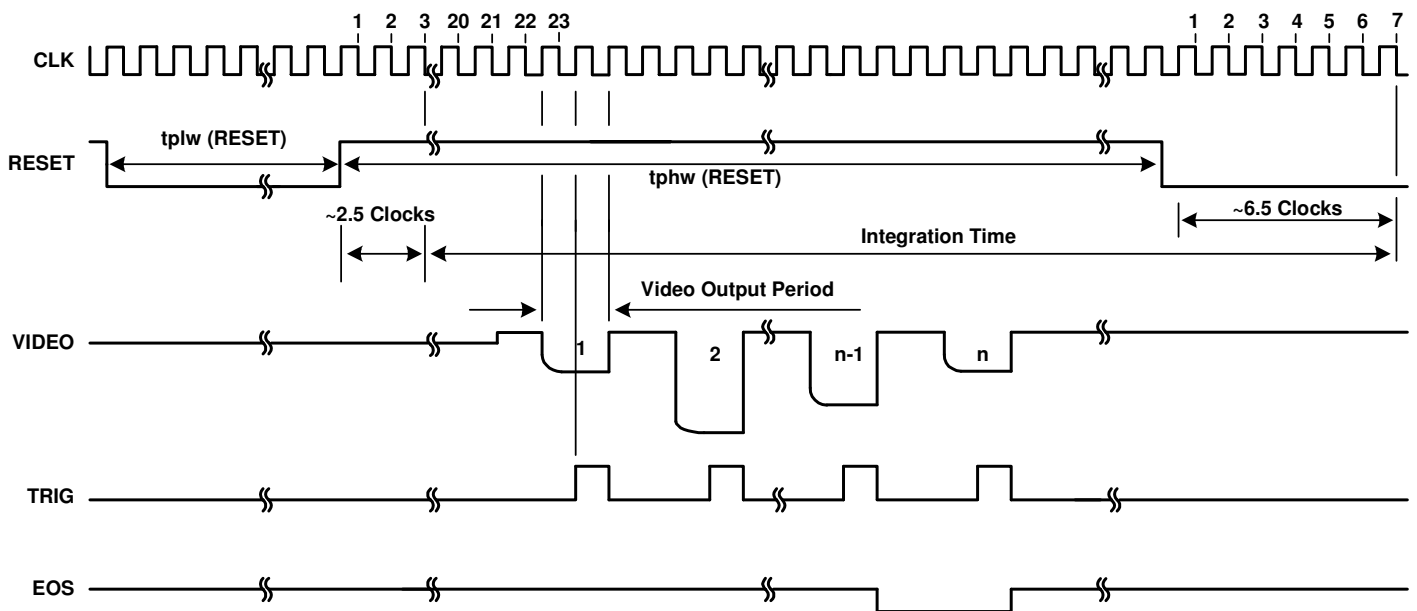 1 2 3 20 21 22 23 1 2 3 4 5 6 7
CLK
tplw (RESET)
RESET
tphw (RESET)
~2.5 Clocks
~6.5 Clocks
Integration Time
Video Output Period
VIDEO
1 2 n-1 n
TRIG
EOS